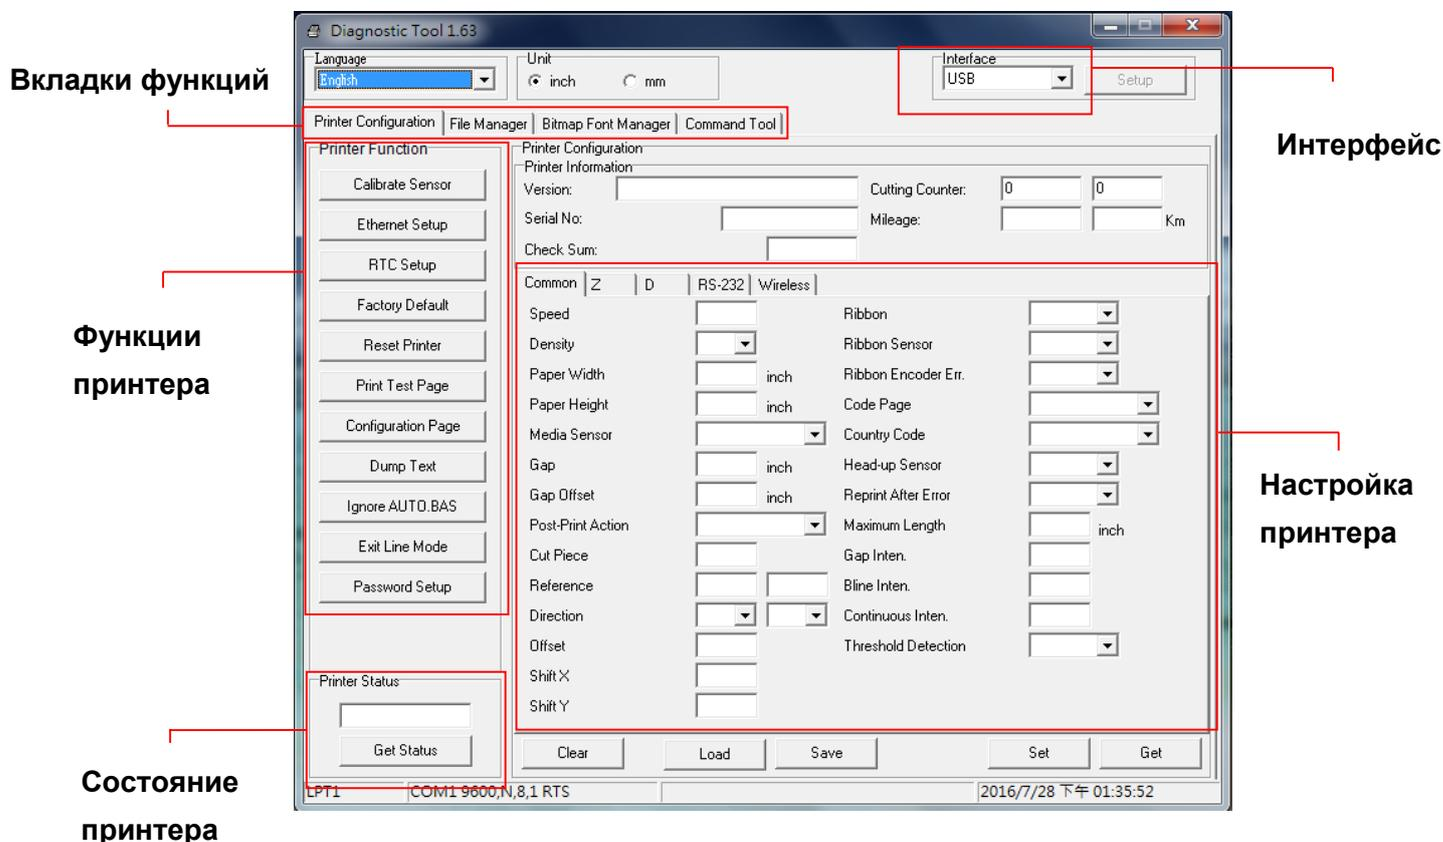 Diagnostic Tool 1.63
Language
English
Unit
inch
mm
Interface
USB
Setup
Вкладки функций
Интерфейс
Printer Configuration File Manager Bitmap Font Manager Command Tool
Printer Function
Calibrate Sensor
Ethernet Setup
RTC Setup
Factory Default
Reset Printer
Print Test Page
Configuration Page
Dump Text
Ignore AUTO.BAS
Exit Line Mode
Password Setup
Функции
принтера
Printer Configuration
Printer Information
Version:
Cutting Counter: 0 0
Serial No:
Mileage: Km
Check Sum:
Common Z D RS-232 Wireless
Speed
Ribbon
Density
Ribbon Sensor
Paper Width inch
Ribbon Encoder Err.
Paper Height inch
Code Page
Media Sensor
Country Code
Gap inch
Head-up Sensor
Gap Offset inch
Reprint After Error
Post-Print Action
Maximum Length inch
Cut Piece
Gap Inten.
Reference
Bline Inten.
Direction
Continuous Inten.
Offset
Threshold Detection
Shift X
Shift Y
Настройка
принтера
Printer Status
Get Status
Состояние
принтера
Clear Load Save Set Get
LPT1 COM1 9600,N,8,1 RTS 2016/7/28 下午 01:35:52